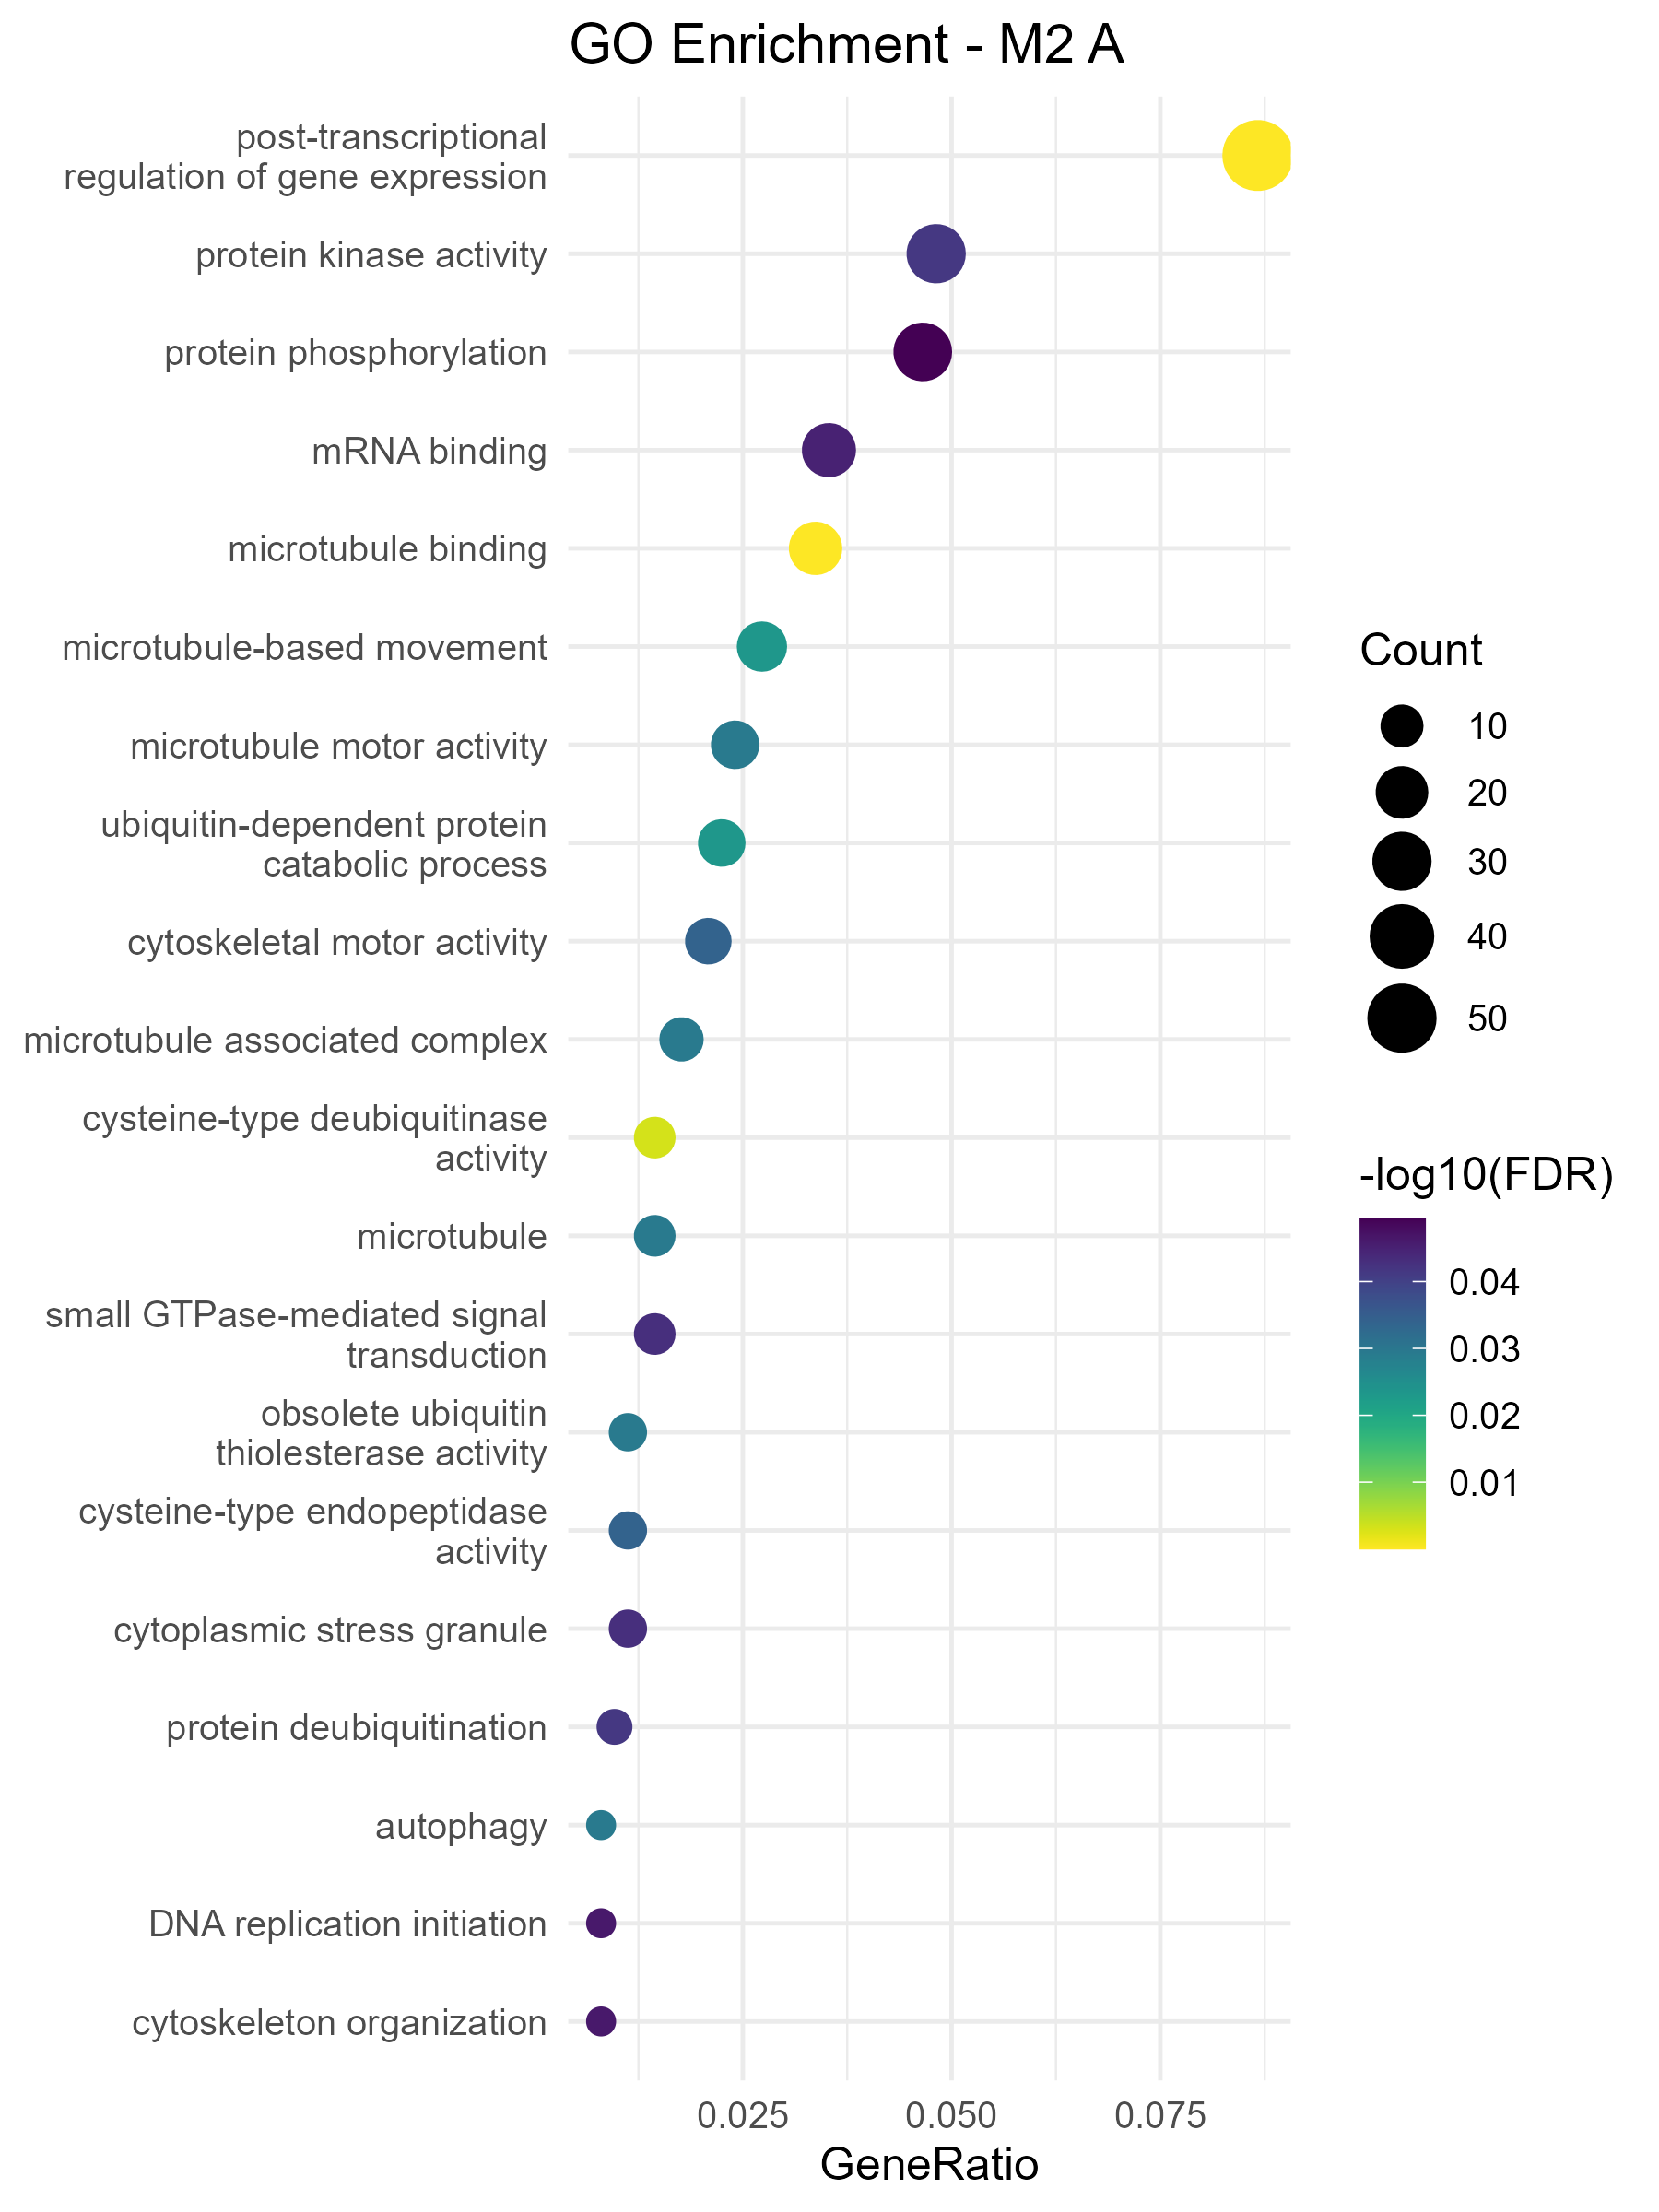 GO Enrichment - M2 A
post-transcriptional
regulation of gene expression
protein kinase activity
protein phosphorylation
mRNA binding
microtubule binding
microtubule-based movement
microtubule motor activity
ubiquitin-dependent protein
catabolic process
cytoskeletal motor activity
microtubule associated complex
cysteine-type deubiquitinase
activity
microtubule
small GTPase-mediated signal
transduction
obsolete ubiquitin
thiolesterase activity
cysteine-type endopeptidase
activity
cytoplasmic stress granule
protein deubiquitination
autophagy
DNA replication initiation
cytoskeleton organization
0.025
0.050
0.075
GeneRatio
Count
10
20
30
40
50
-log10(FDR)
0.04
0.03
0.02
0.01